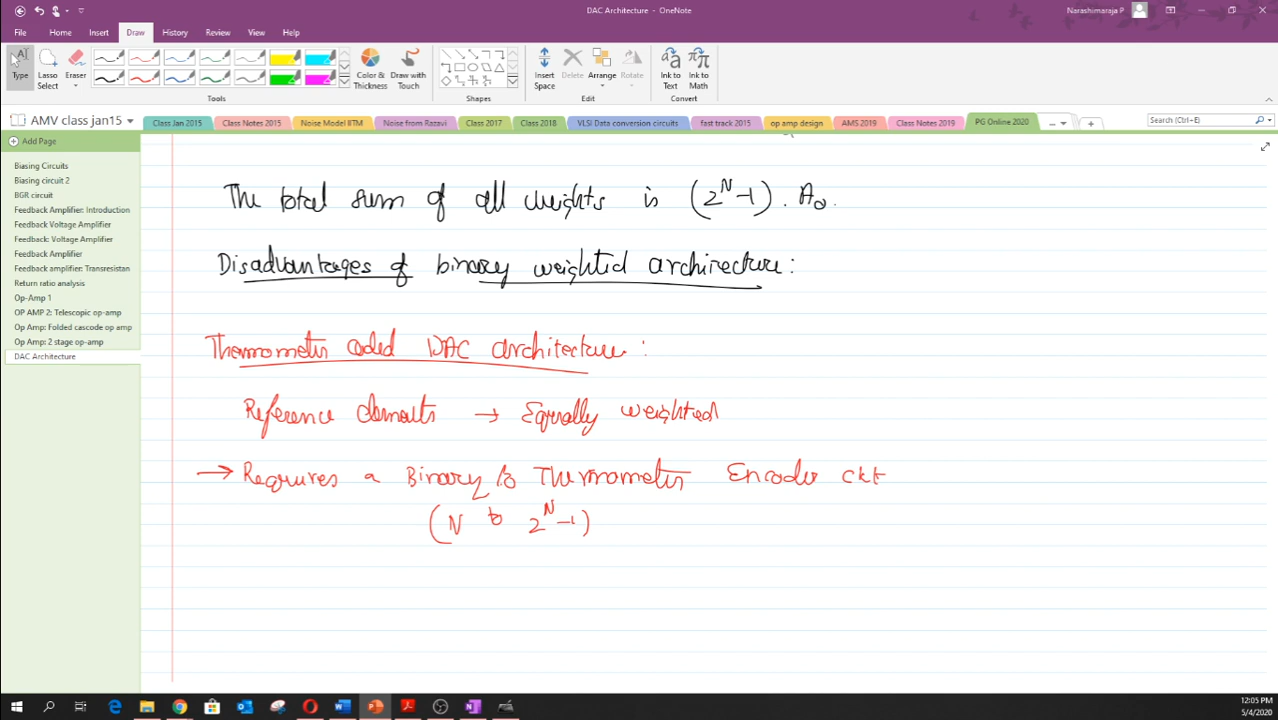 DAC Architecture - OneNote
Narashimaraja P
File Home Insert Draw History Review View Help
Type
Lasso Select
Eraser
Color & Thickness
Draw with Touch
Insert Space
Delete
Arrange
Rotate
Ink to Text
Ink to Math
Tools
Shapes
Edit
Convert
AMV class jan15
Class Jan 2015
Class Notes 2015
Noise Model IITM
Noise from Razavi
Class 2017
Class 2018
VLSI Data conversion circuits
fast track 2015
op amp design
AMS 2019
Class Notes 2019
PG Online 2020
Search (Ctrl+E)
Add Page
Biasing Circuits
Biasing circuit 2
BGR circuit
Feedback Amplifier: Introduction
Feedback Voltage Amplifier
Feedback: Voltage Amplifier
Feedback Amplifier
Feedback amplifier: Transresistan
Return ratio analysis
Op-Amp 1
OP AMP 2: Telescopic op-amp
Op Amp: Folded cascode op amp
Op Amp: 2 stage op-amp
DAC Architecture
The total sum of all weights is (2^N-1). A0.
Disadvantages of binary weighted architecture:
Thermometer coded DAC architecture:
Reference elements → Equally weighted
→ Requires a Binary to Thermometer Encoder ckt
(N to 2^N-1)
12:05 PM
5/4/2020